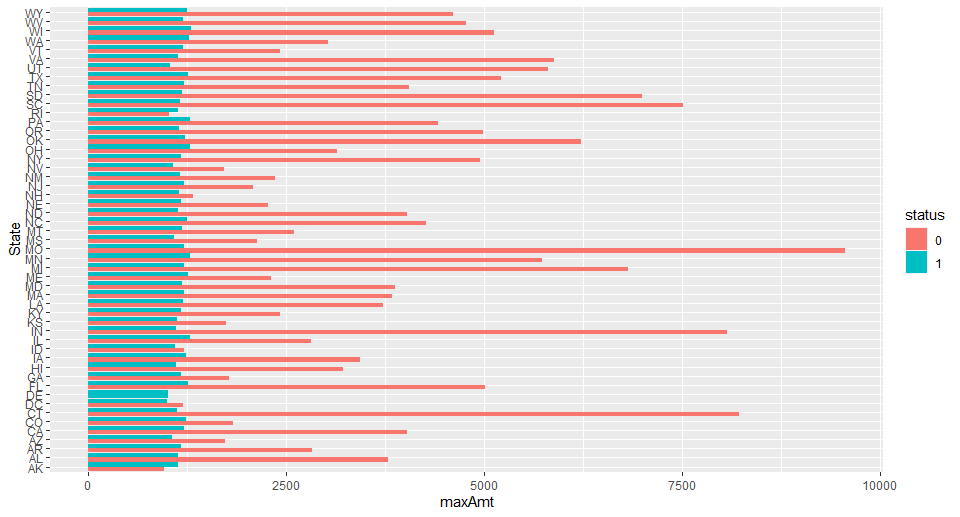 WY
WV
WI
WA
VT
VA
UT
TX
TN
SD
SC
RI
PA
OR
OK
OH
NY
NV
NM
NJ
NH
NE
ND
NC
MT
MS
MO
MN
MI
ME
MD
MA
LA
KY
KS
IN
IL
ID
IA
HI
GA
FL
DE
DC
CT
CO
CA
AZ
AR
AL
AK
State
0
2500
5000
7500
10000
maxAmt
status
0
1